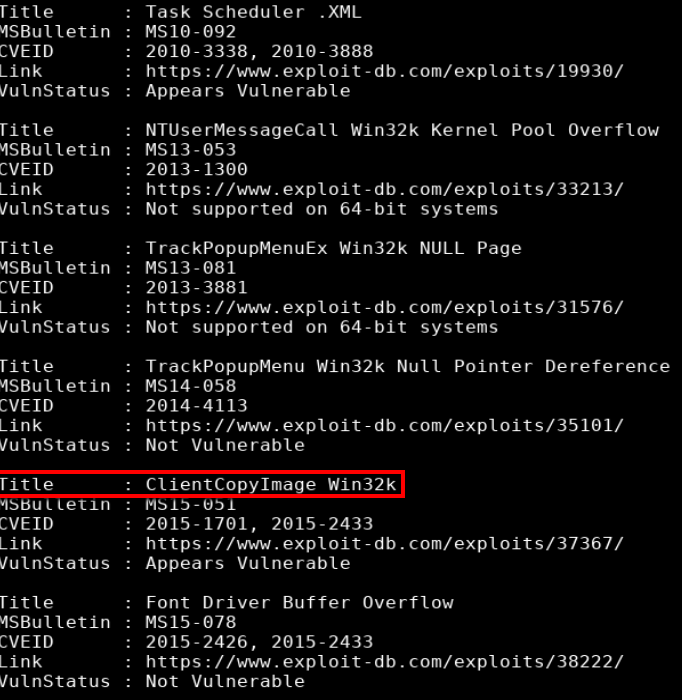 Title      : Task Scheduler .XML
MSBulletin : MS10-092
CVEID      : 2010-3338, 2010-3888
Link       : https://www.exploit-db.com/exploits/19930/
VulnStatus : Appears Vulnerable
Title      : NTUserMessageCall Win32k Kernel Pool Overflow
MSBulletin : MS13-053
CVEID      : 2013-1300
Link       : https://www.exploit-db.com/exploits/33213/
VulnStatus : Not supported on 64-bit systems
Title      : TrackPopupMenuEx Win32k NULL Page
MSBulletin : MS13-081
CVEID      : 2013-3881
Link       : https://www.exploit-db.com/exploits/31576/
VulnStatus : Not supported on 64-bit systems
Title      : TrackPopupMenu Win32k Null Pointer Dereference
MSBulletin : MS14-058
CVEID      : 2014-4113
Link       : https://www.exploit-db.com/exploits/35101/
VulnStatus : Not Vulnerable
Title      : ClientCopyImage Win32k
MSBulletin : MS15-051
CVEID      : 2015-1701, 2015-2433
Link       : https://www.exploit-db.com/exploits/37367/
VulnStatus : Appears Vulnerable
Title      : Font Driver Buffer Overflow
MSBulletin : MS15-078
CVEID      : 2015-2426, 2015-2433
Link       : https://www.exploit-db.com/exploits/38222/
VulnStatus : Not Vulnerable